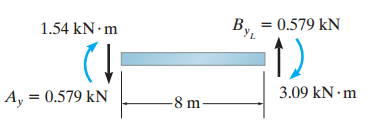 1.54 kN·m
B_{y_L} = 0.579 kN
A_y = 0.579 kN
8 m
3.09 kN·m